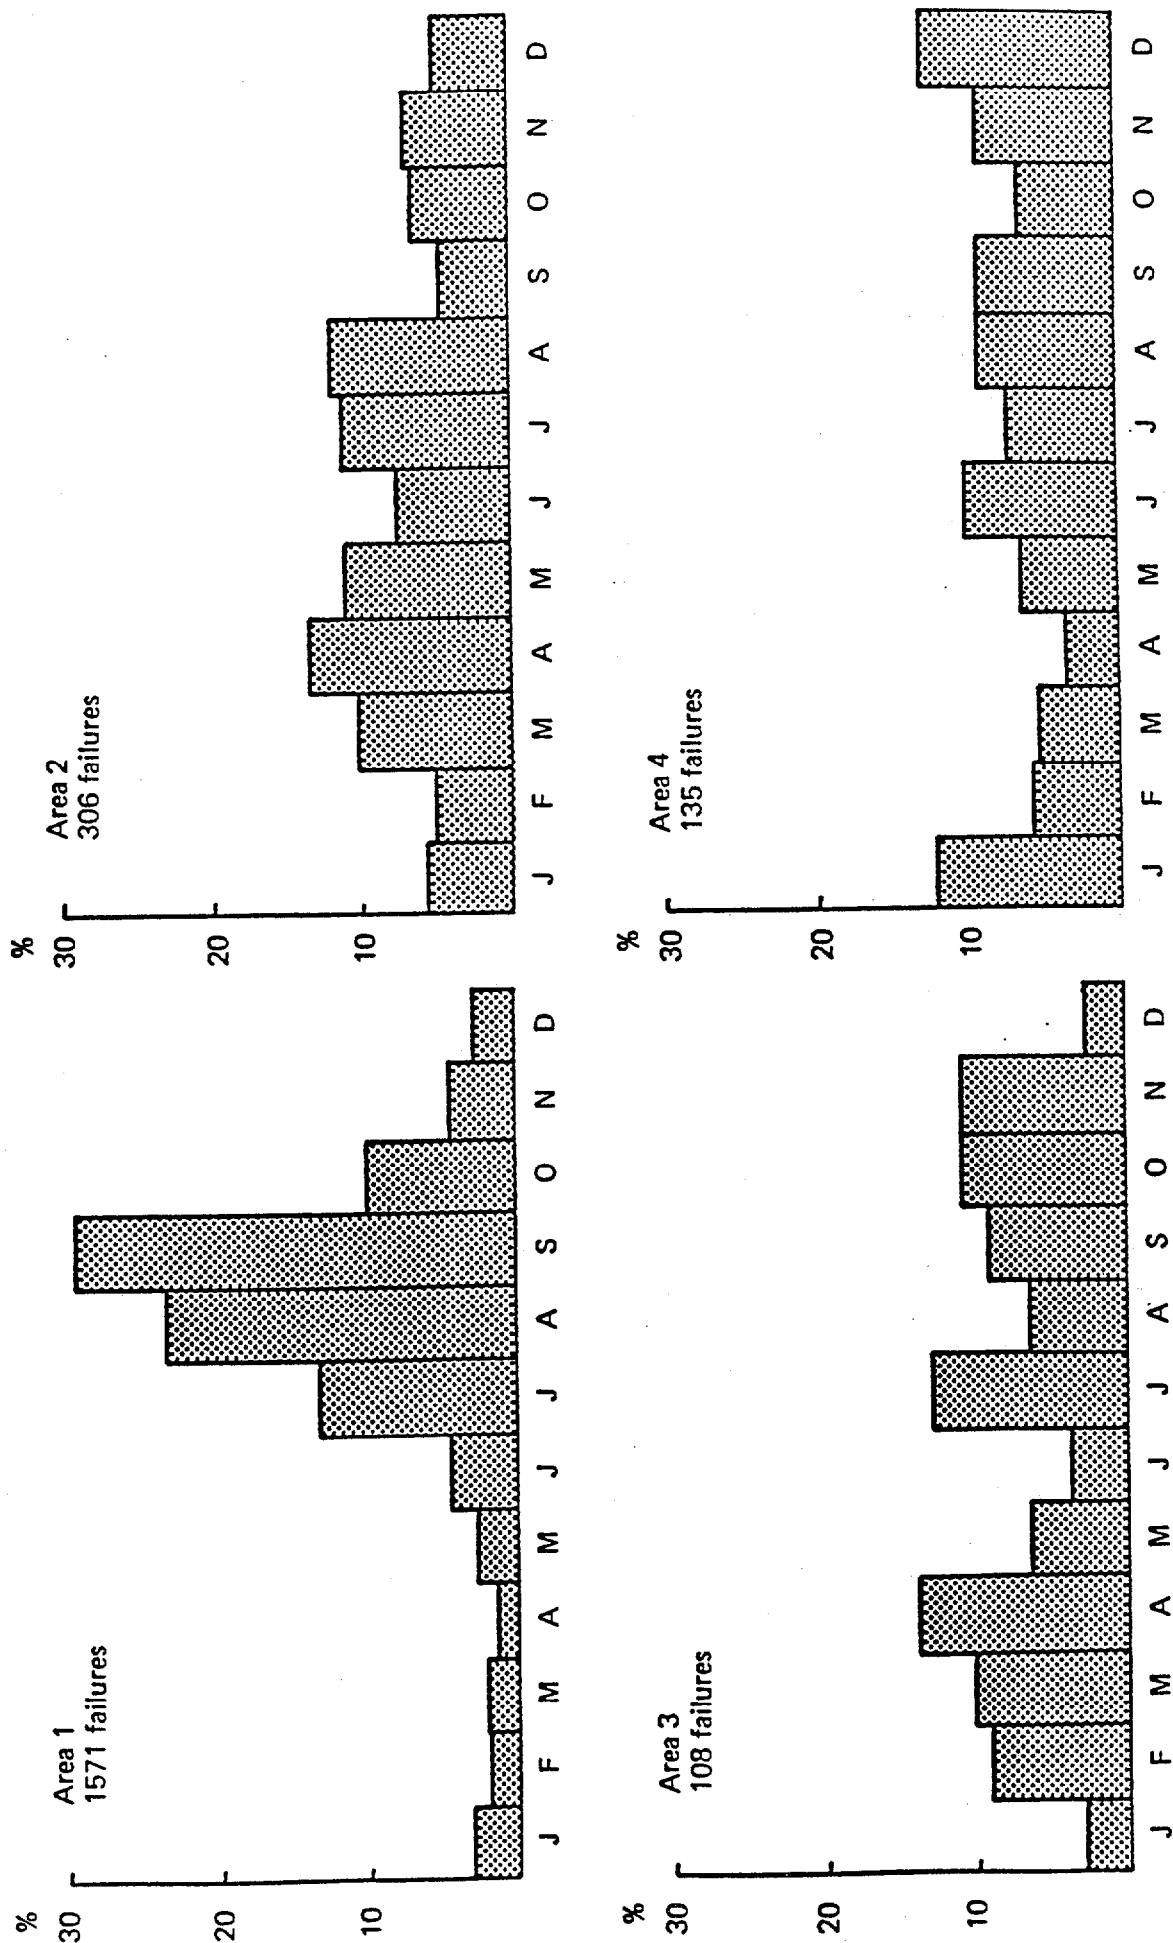 Area 1
1571 failures
%
30
20
10
J F M A M J J A S O N D
Area 2
306 failures
%
30
20
10
J F M A M J J A S O N D
Area 3
108 failures
%
30
20
10
J F M A M J J A S O N D
Area 4
135 failures
%
30
20
10
J F M A M J J A S O N D